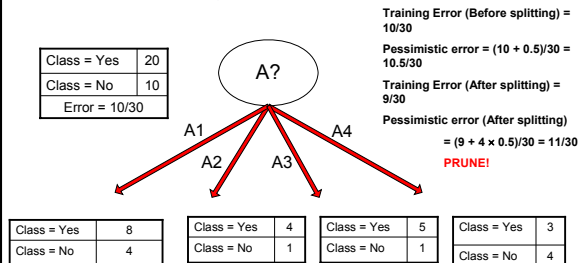 Training Error (Before splitting) =
10/30
Pessimistic error = (10 + 0.5)/30 =
10.5/30
Training Error (After splitting) =
9/30
Pessimistic error (After splitting)
= (9 + 4 × 0.5)/30 = 11/30
PRUNE!
Class = Yes 20
Class = No 10
Error = 10/30
A?
A1
A2
A3
A4
Class = Yes 8
Class = No 4
Class = Yes 4
Class = No 1
Class = Yes 5
Class = No 1
Class = Yes 3
Class = No 4